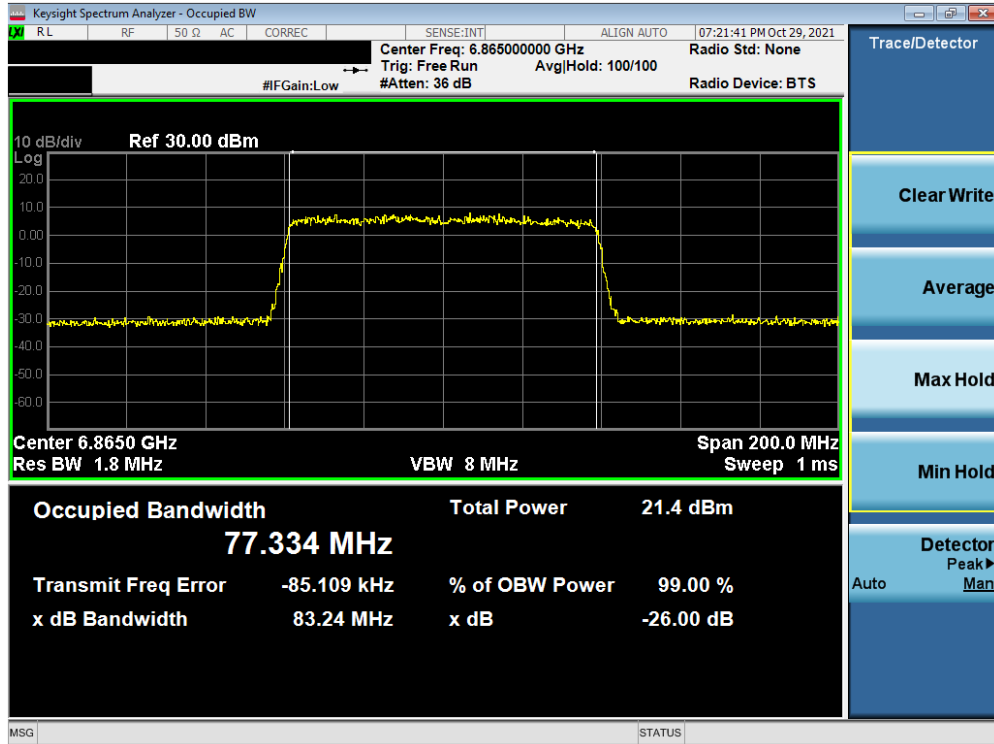 Keysight Spectrum Analyzer - Occupied BW
LXI RL RF 50 Ω AC CORREC SENSE:INT ALIGN AUTO 07:21:41 PM Oct 29, 2021
Center Freq: 6.865000000 GHz Radio Std: None
Trig: Free Run Avg|Hold: 100/100
#IFGain:Low #Atten: 36 dB Radio Device: BTS
10 dB/div Ref 30.00 dBm
Log
20.0
10.0
0.00
-10.0
-20.0
-30.0
-40.0
-50.0
-60.0
Center 6.8650 GHz Span 200.0 MHz
Res BW 1.8 MHz VBW 8 MHz Sweep 1 ms
Occupied Bandwidth Total Power 21.4 dBm
77.334 MHz
Transmit Freq Error -85.109 kHz % of OBW Power 99.00 %
x dB Bandwidth 83.24 MHz x dB -26.00 dB
MSG STATUS
Trace/Detector
Clear Write
Average
Max Hold
Min Hold
Detector
Peak▶
Auto Man